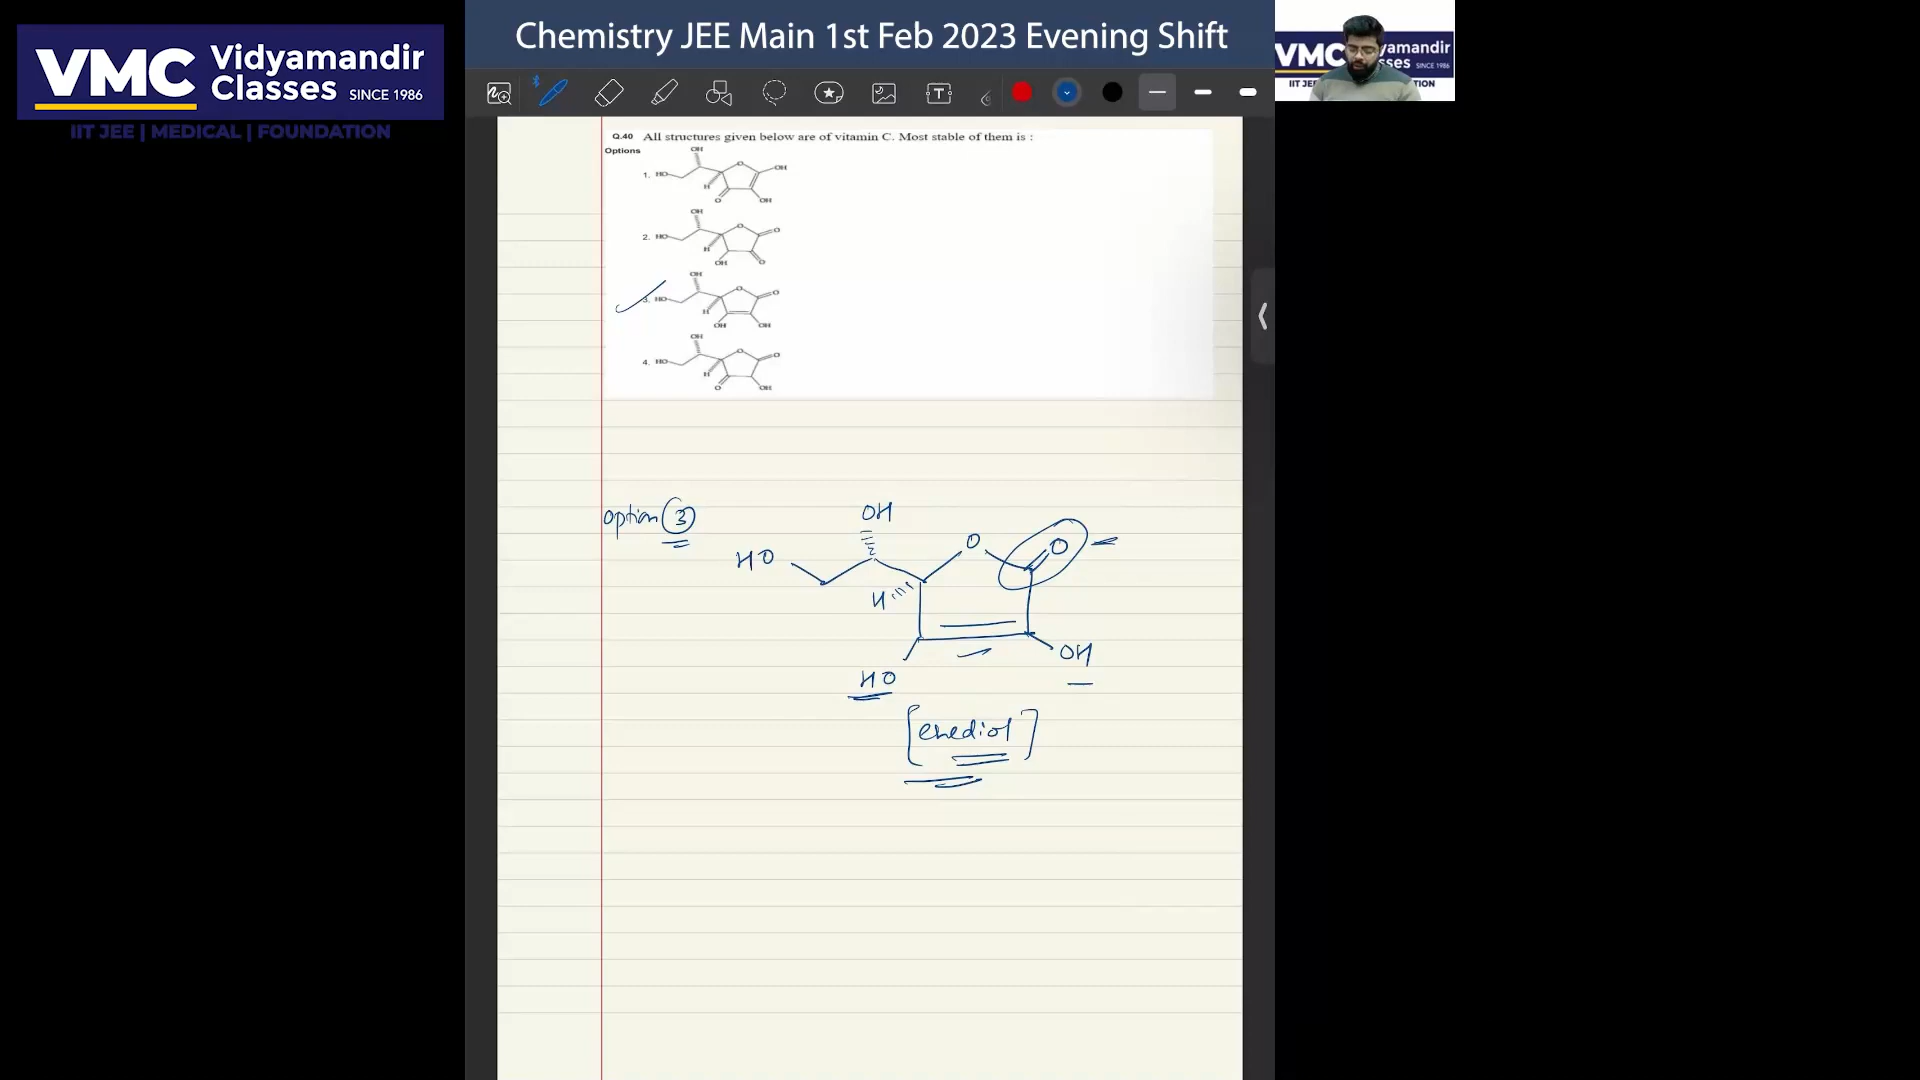 VMC Vidyamandir Classes SINCE 1986
IIT JEE | MEDICAL | FOUNDATION
Chemistry JEE Main 1st Feb 2023 Evening Shift
Q.40 All structures given below are of vitamin C. Most stable of them is :
Options
1. HO OH H O OH O OH
2. HO OH H O O OH O
3. HO OH H O O OH OH
4. HO OH H O O O OH
option (3)
HO OH H O O
HO OH
[enediol]